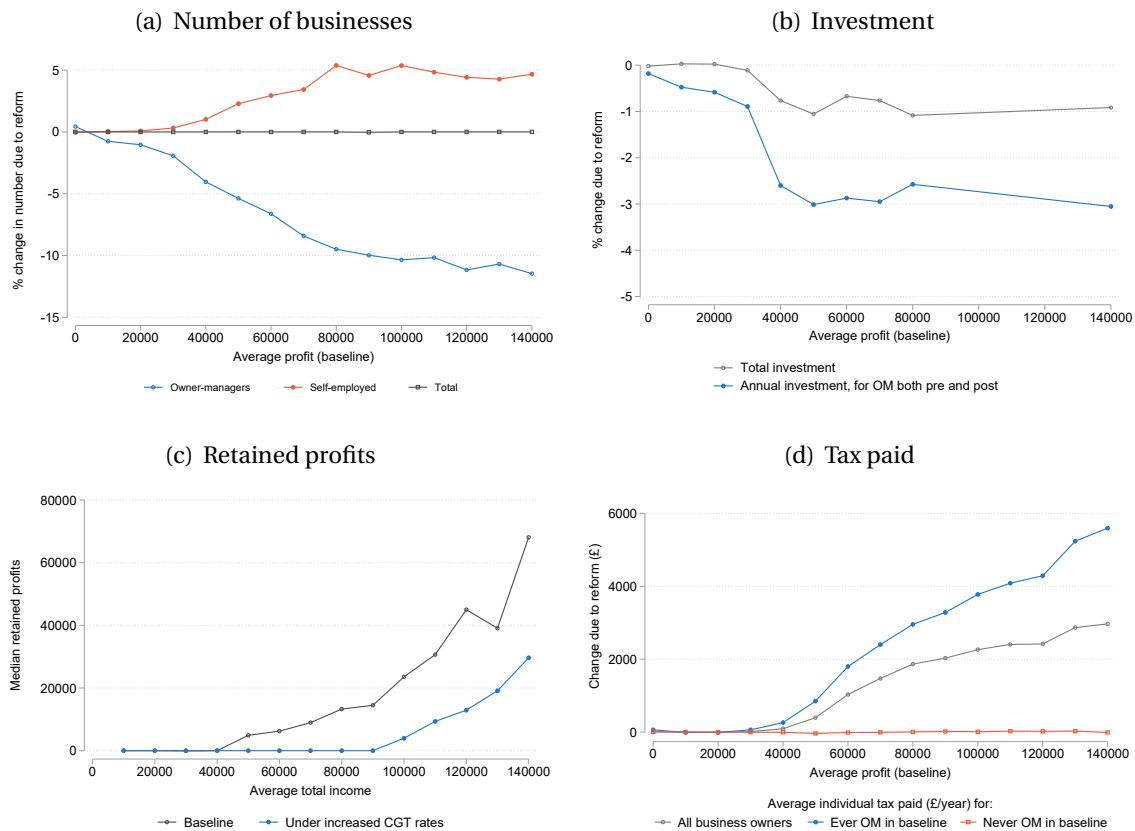 (a) Number of businesses
% change in number due to reform
5
0
-5
-10
-15
0 20000 40000 60000 80000 100000 120000 140000
Average profit (baseline)
Owner-managers Self-employed Total
(b) Investment
% change due to reform
0
-1
-2
-3
-4
-5
0 20000 40000 60000 80000 100000 120000 140000
Average profit (baseline)
Total investment
Annual investment, for OM both pre and post
(c) Retained profits
Median retained profits
80000
60000
40000
20000
0
0 20000 40000 60000 80000 100000 120000 140000
Average total income
Baseline Under increased CGT rates
(d) Tax paid
Change due to reform (£)
6000
4000
2000
0
0 20000 40000 60000 80000 100000 120000 140000
Average profit (baseline)
Average individual tax paid (£/year) for:
All business owners Ever OM in baseline Never OM in baseline